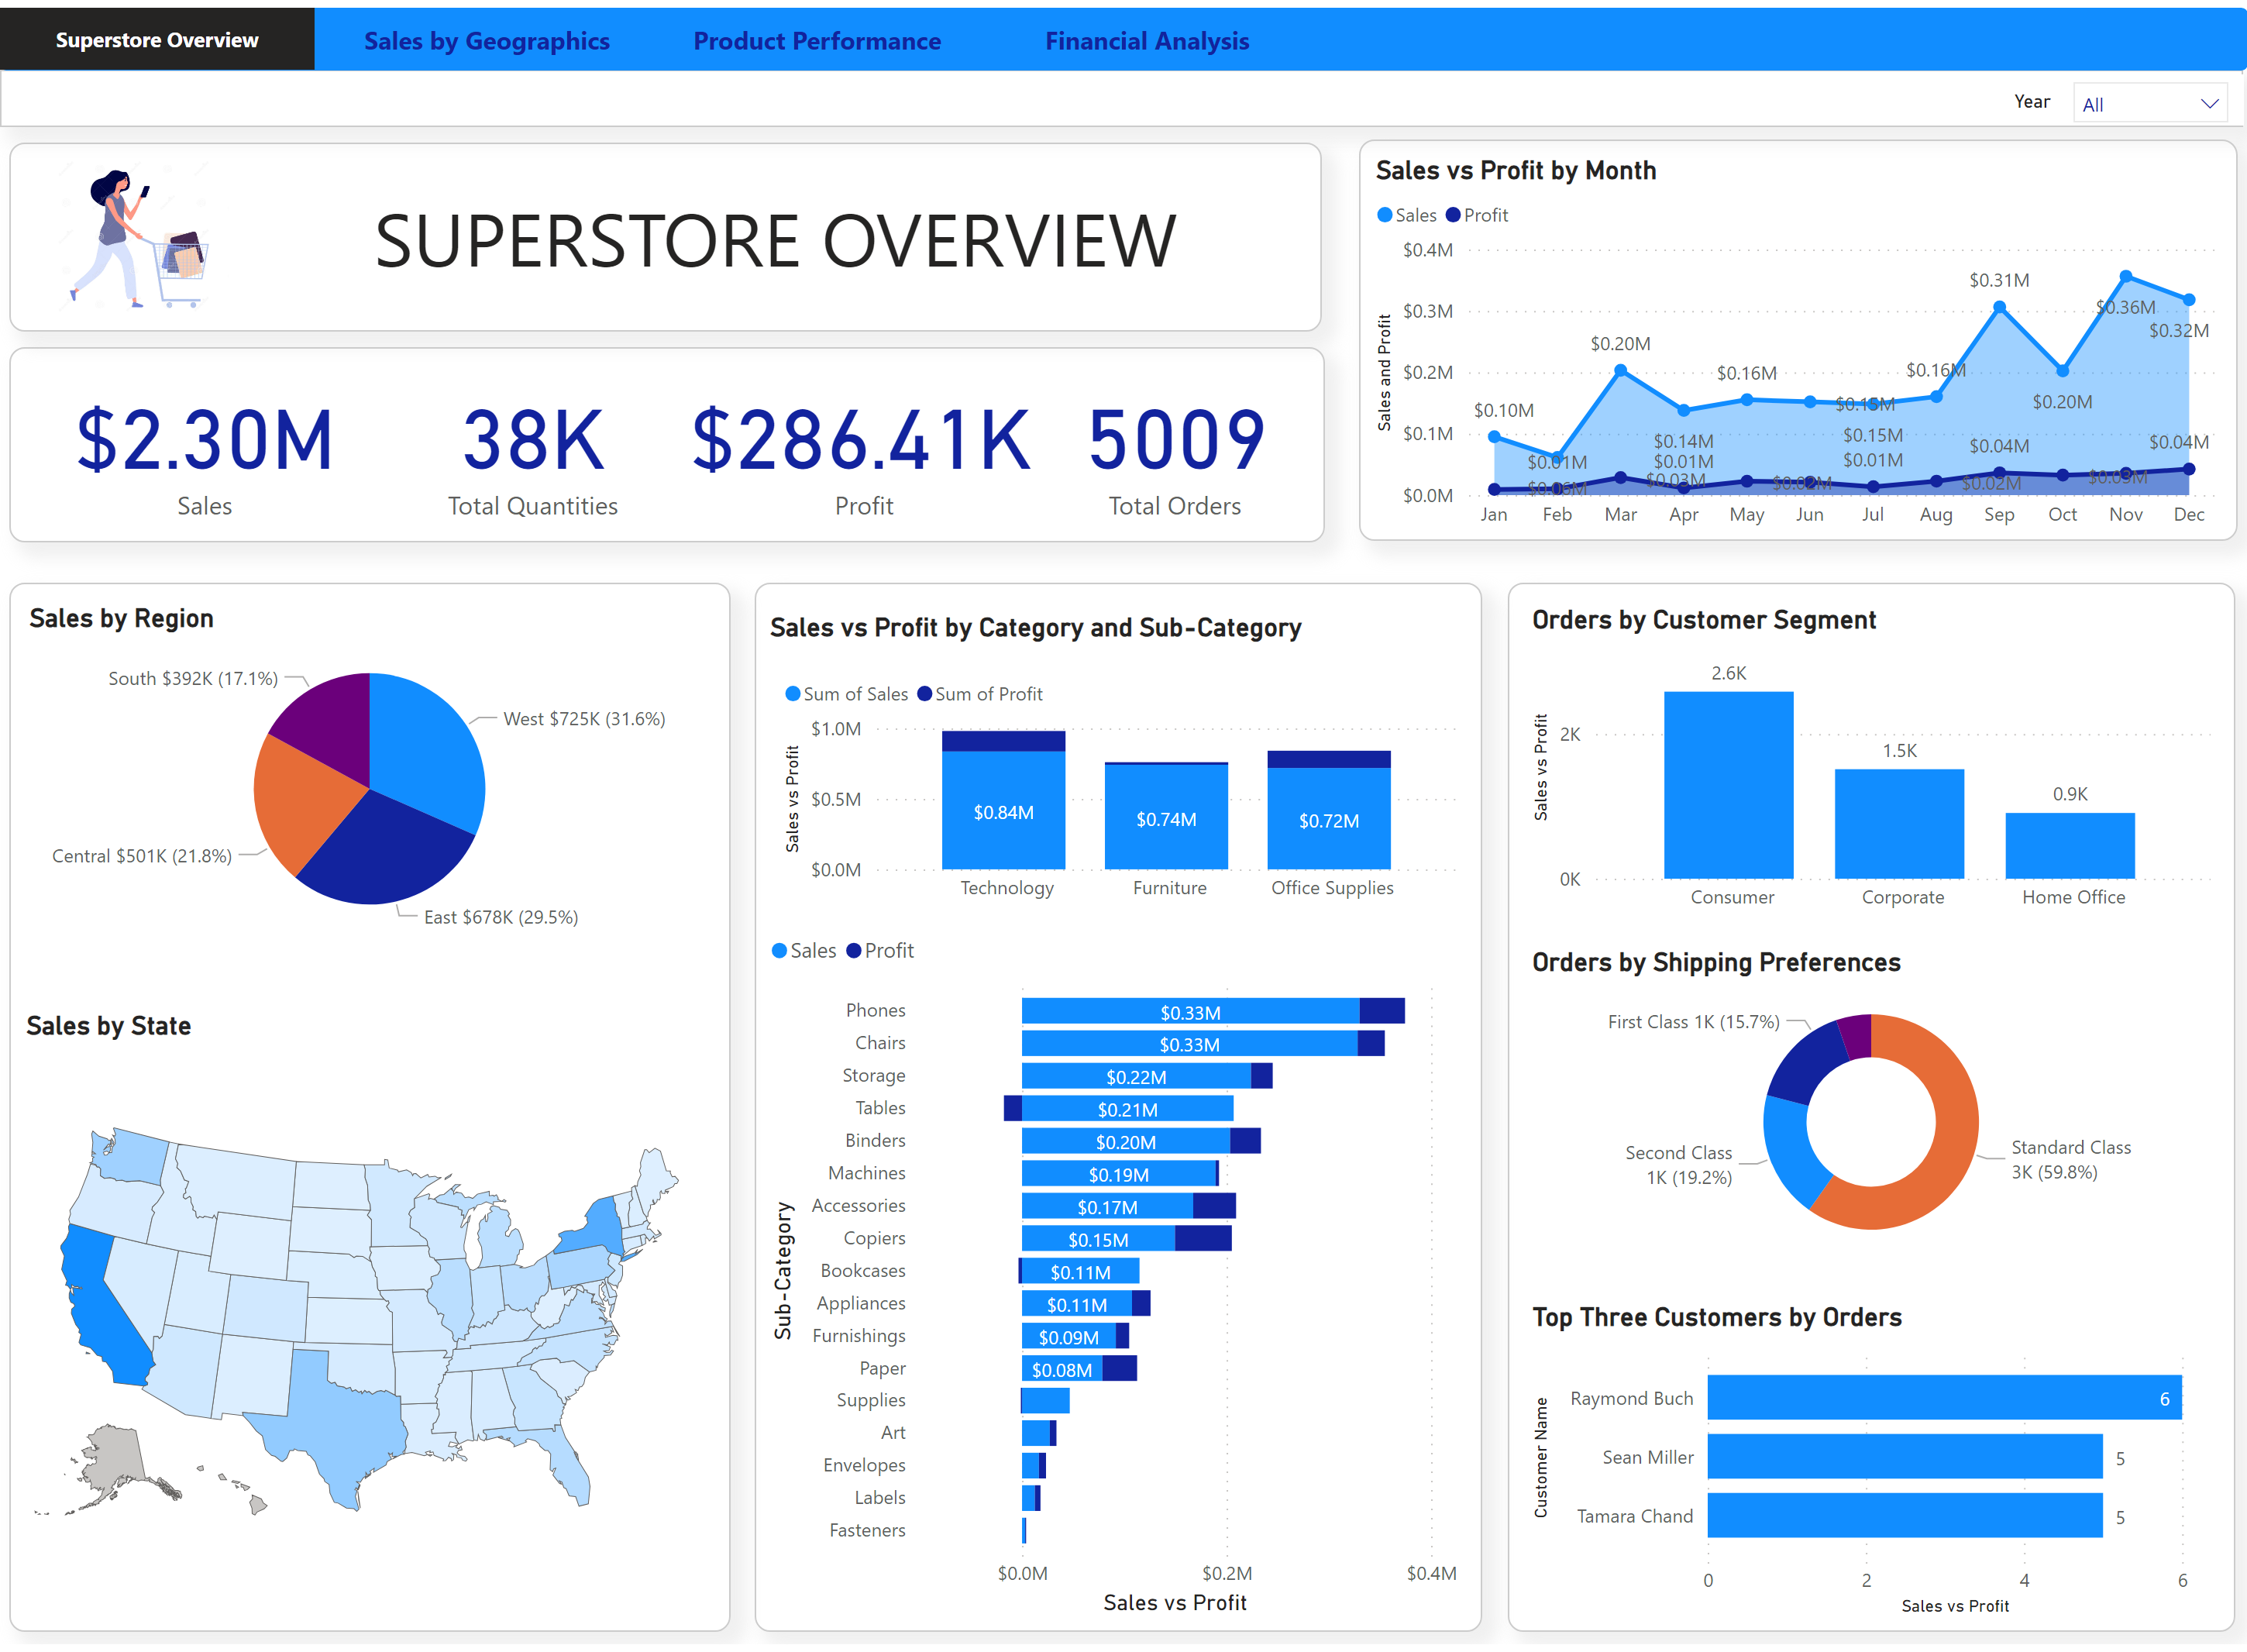 Superstore Overview
Sales by Geographics
Product Performance
Financial Analysis
Year
All
SUPERSTORE OVERVIEW
$2.30M
Sales
38K
Total Quantities
$286.41K
Profit
5009
Total Orders
Sales vs Profit by Month
Sales Profit
Sales and Profit
$0.4M
$0.3M
$0.2M
$0.1M
$0.0M
$0.10M
$0.01M
$0.06M
$0.20M
$0.03M
$0.14M
$0.01M
$0.16M
$0.02M
$0.15M
$0.15M
$0.01M
$0.16M
$0.31M
$0.04M
$0.02M
$0.20M
$0.36M
$0.03M
$0.32M
$0.04M
Jan Feb Mar Apr May Jun Jul Aug Sep Oct Nov Dec
Sales by Region
South $392K (17.1%)
West $725K (31.6%)
Central $501K (21.8%)
East $678K (29.5%)
Sales by State
Sales vs Profit by Category and Sub-Category
Sum of Sales Sum of Profit
Sales vs Profit
$1.0M
$0.5M
$0.0M
$0.84M
$0.74M
$0.72M
Technology Furniture Office Supplies
Sales Profit
Sub-Category
Phones $0.33M
Chairs $0.33M
Storage $0.22M
Tables $0.21M
Binders $0.20M
Machines $0.19M
Accessories $0.17M
Copiers $0.15M
Bookcases $0.11M
Appliances $0.11M
Furnishings $0.09M
Paper $0.08M
Supplies
Art
Envelopes
Labels
Fasteners
$0.0M $0.2M $0.4M
Sales vs Profit
Orders by Customer Segment
Sales vs Profit
2K
0K
2.6K
1.5K
0.9K
Consumer Corporate Home Office
Orders by Shipping Preferences
First Class 1K (15.7%)
Second Class
1K (19.2%)
Standard Class
3K (59.8%)
Top Three Customers by Orders
Customer Name
Raymond Buch 6
Sean Miller 5
Tamara Chand 5
0 2 4 6
Sales vs Profit